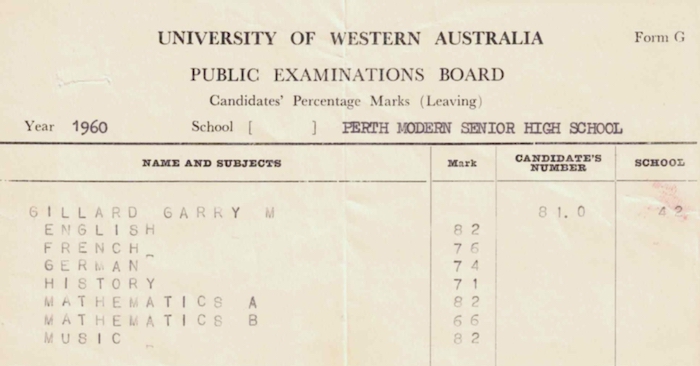 UNIVERSITY OF WESTERN AUSTRALIA Form G
PUBLIC EXAMINATIONS BOARD
Candidates' Percentage Marks (Leaving)
Year 1960 School [ ] PERTH MODERN SENIOR HIGH SCHOOL
NAME AND SUBJECTS Mark CANDIDATE'S NUMBER SCHOOL
GILLARD GARRY M 81.0 42
ENGLISH 82
FRENCH 76
GERMAN 74
HISTORY 71
MATHEMATICS A 82
MATHEMATICS B 66
MUSIC 82